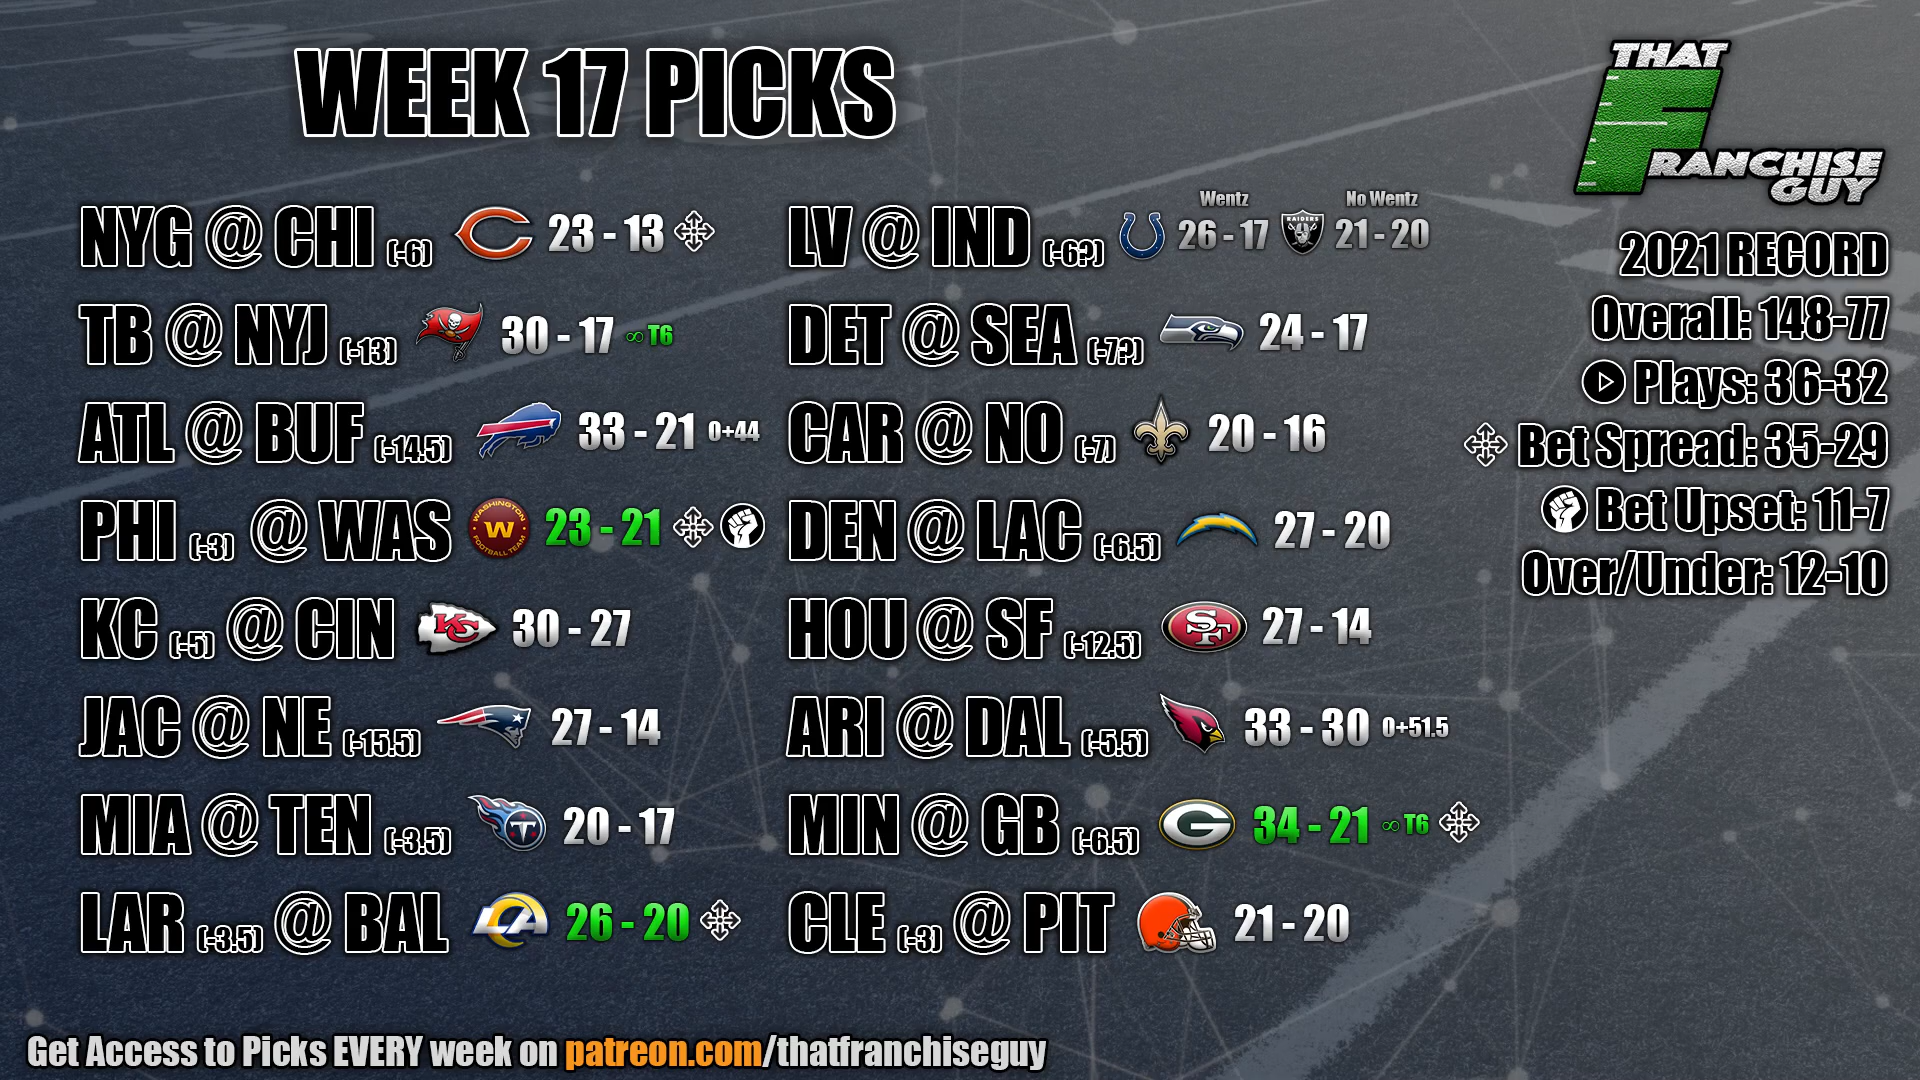 WEEK 17 PICKS
THAT
FRANCHISE
GUY
NYG @ CHI (-6) 23 - 13
TB @ NYJ (-13) 30 - 17 ∞ T6
ATL @ BUF (-14.5) 33 - 21 O+44
PHI (-3) @ WAS WASHINGTON W FOOTBALL TEAM 23 - 21
KC (-5) @ CIN KC 30 - 27
JAC @ NE (-15.5) 27 - 14
MIA @ TEN (-3.5) T 20 - 17
LAR (-3.5) @ BAL LA 26 - 20
Wentz No Wentz
LV @ IND (-6?) 26 - 17 RAIDERS 21 - 20
DET @ SEA (-7?) 24 - 17
CAR @ NO (-7) 20 - 16
DEN @ LAC (-6.5) 27 - 20
HOU @ SF (-12.5) SF 27 - 14
ARI @ DAL (-5.5) 33 - 30 O+51.5
MIN @ GB (-6.5) G 34 - 21 ∞ T6
CLE (-3) @ PIT 21 - 20
2021 RECORD
Overall: 148-77
Plays: 36-32
Bet Spread: 35-29
Bet Upset: 11-7
Over/Under: 12-10
Get Access to Picks EVERY week on patreon.com/thatfranchiseguy